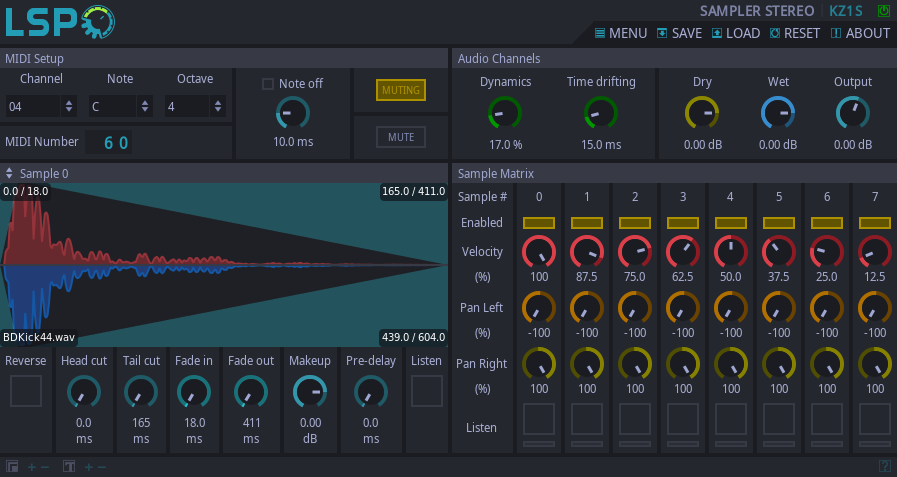 LSP
SAMPLER STEREO KZ1S
MENU SAVE LOAD RESET ABOUT
MIDI Setup
Channel Note Octave
04 C 4
MIDI Number 60
Note off
10.0 ms
MUTING
MUTE
Audio Channels
Dynamics Time drifting Dry Wet Output
17.0 % 15.0 ms 0.00 dB 0.00 dB 0.00 dB
Sample 0
0.0 / 18.0 165.0 / 411.0
BDKick44.wav 439.0 / 604.0
Reverse Head cut Tail cut Fade in Fade out Makeup Pre-delay Listen
0.0 165 18.0 411 0.00 0.0
ms ms ms ms dB ms
Sample Matrix
Sample # 0 1 2 3 4 5 6 7
Enabled
Velocity
(%) 100 87.5 75.0 62.5 50.0 37.5 25.0 12.5
Pan Left
(%) -100 -100 -100 -100 -100 -100 -100 -100
Pan Right
(%) 100 100 100 100 100 100 100 100
Listen
+ − T + − ?